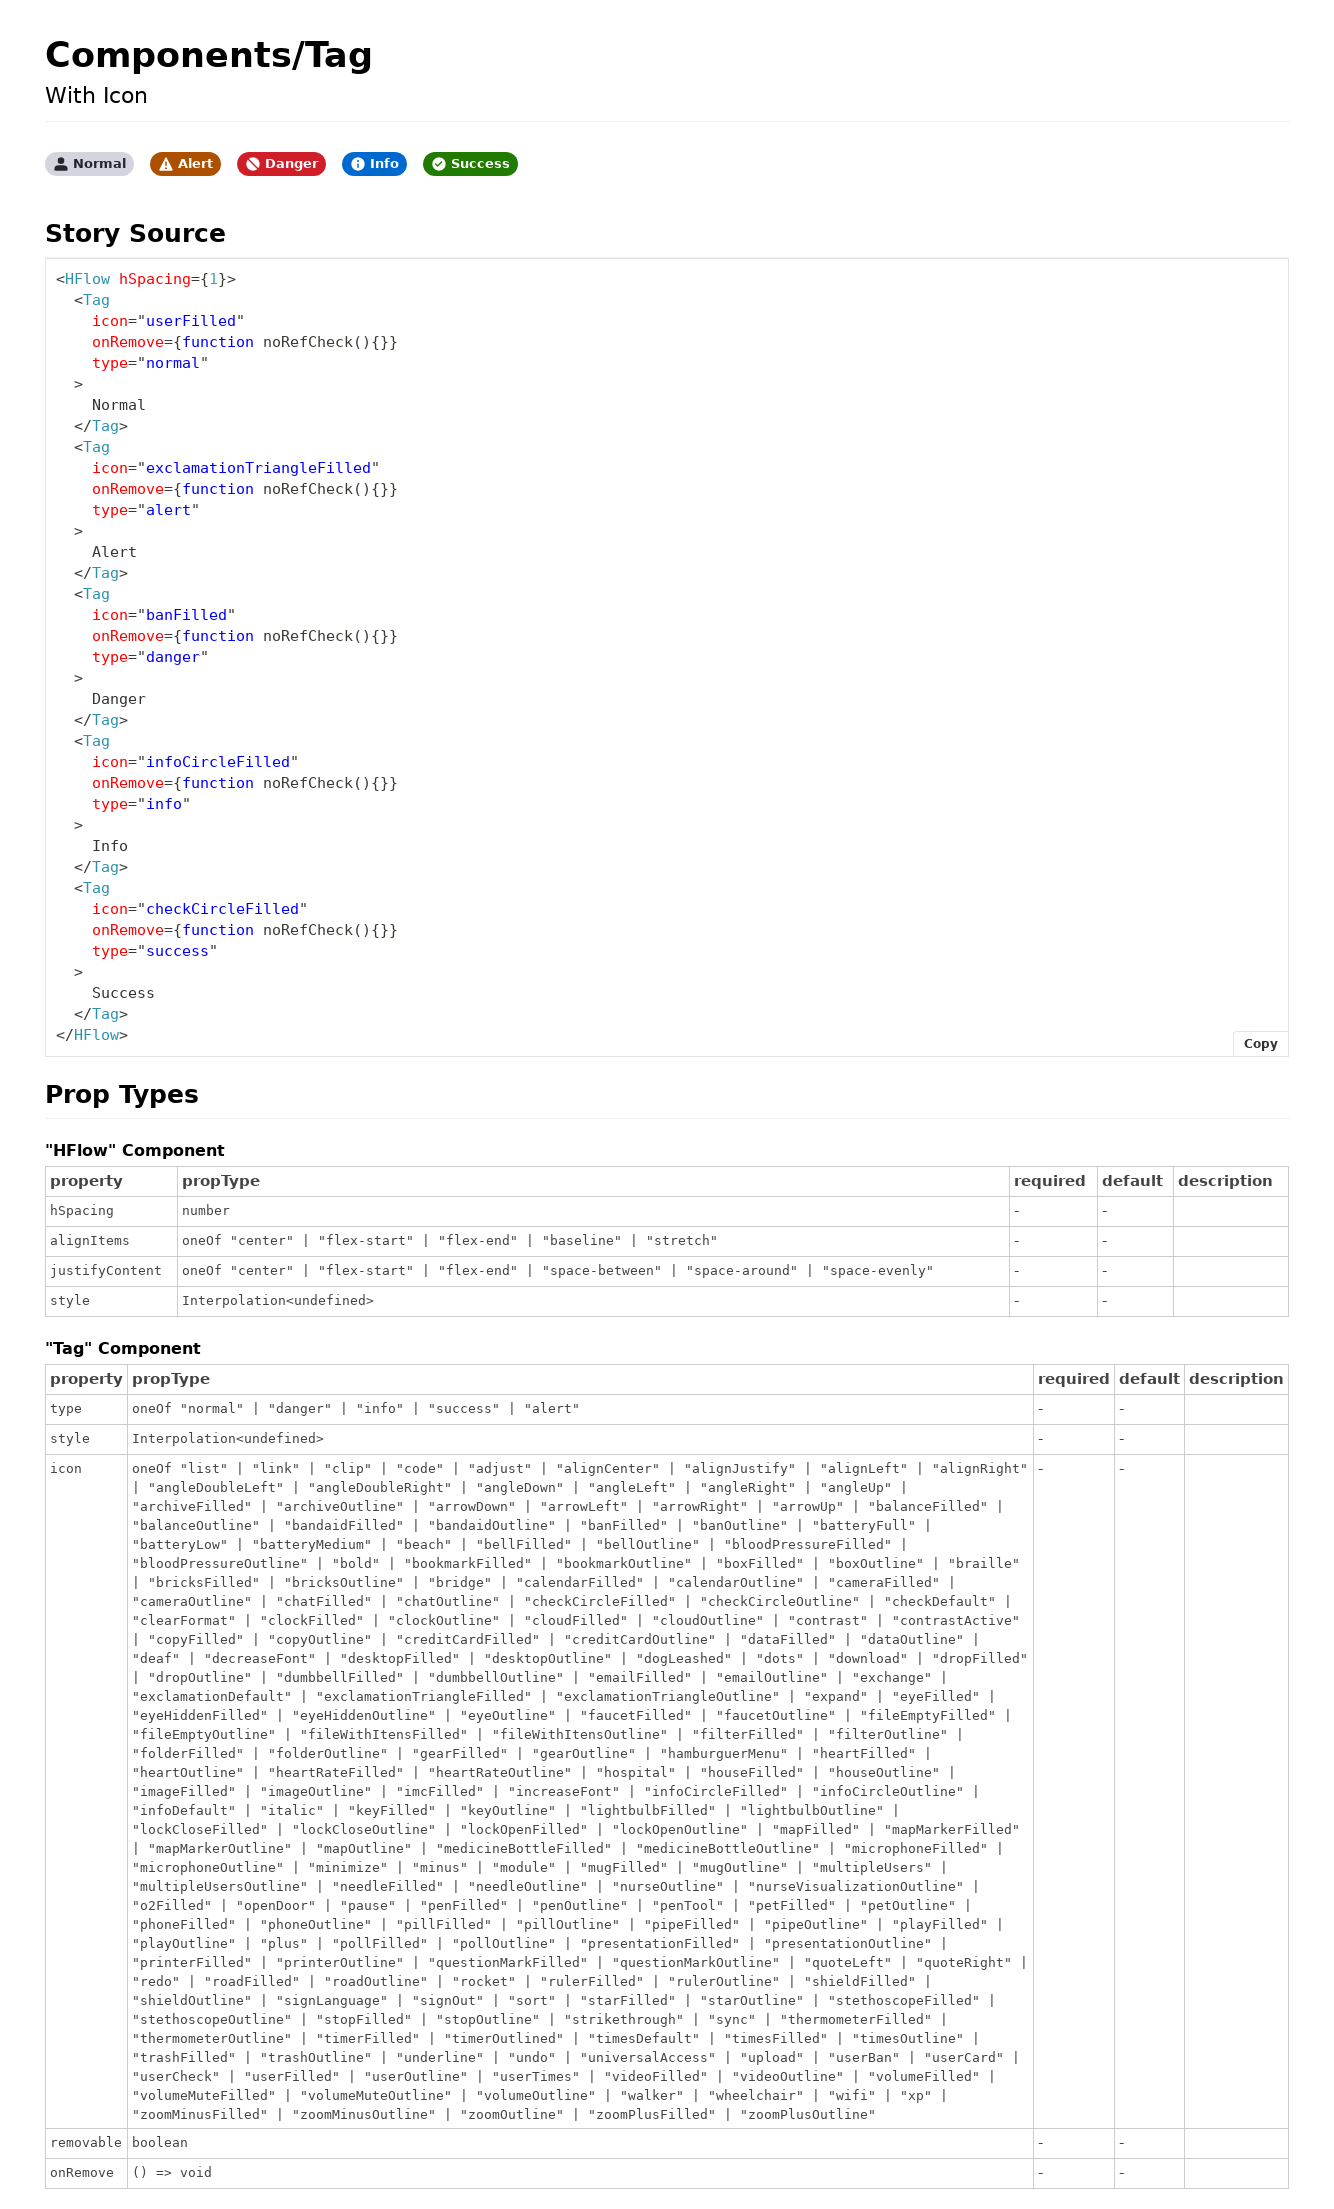 Components/Tag
With Icon
Normal Alert Danger Info Success
Story Source
<HFlow hSpacing={1}>
  <Tag
    icon="userFilled"
    onRemove={function noRefCheck(){}}
    type="normal"
  >
    Normal
  </Tag>
  <Tag
    icon="exclamationTriangleFilled"
    onRemove={function noRefCheck(){}}
    type="alert"
  >
    Alert
  </Tag>
  <Tag
    icon="banFilled"
    onRemove={function noRefCheck(){}}
    type="danger"
  >
    Danger
  </Tag>
  <Tag
    icon="infoCircleFilled"
    onRemove={function noRefCheck(){}}
    type="info"
  >
    Info
  </Tag>
  <Tag
    icon="checkCircleFilled"
    onRemove={function noRefCheck(){}}
    type="success"
  >
    Success
  </Tag>
</HFlow>
Copy
Prop Types
"HFlow" Component
property propType required default description
hSpacing number - -
alignItems oneOf "center" | "flex-start" | "flex-end" | "baseline" | "stretch" - -
justifyContent oneOf "center" | "flex-start" | "flex-end" | "space-between" | "space-around" | "space-evenly" - -
style Interpolation<undefined> - -
"Tag" Component
property propType required default description
type oneOf "normal" | "danger" | "info" | "success" | "alert" - -
style Interpolation<undefined> - -
icon oneOf "list" | "link" | "clip" | "code" | "adjust" | "alignCenter" | "alignJustify" | "alignLeft" | "alignRight" - -
| "angleDoubleLeft" | "angleDoubleRight" | "angleDown" | "angleLeft" | "angleRight" | "angleUp" |
"archiveFilled" | "archiveOutline" | "arrowDown" | "arrowLeft" | "arrowRight" | "arrowUp" | "balanceFilled" |
"balanceOutline" | "bandaidFilled" | "bandaidOutline" | "banFilled" | "banOutline" | "batteryFull" |
"batteryLow" | "batteryMedium" | "beach" | "bellFilled" | "bellOutline" | "bloodPressureFilled" |
"bloodPressureOutline" | "bold" | "bookmarkFilled" | "bookmarkOutline" | "boxFilled" | "boxOutline" | "braille"
| "bricksFilled" | "bricksOutline" | "bridge" | "calendarFilled" | "calendarOutline" | "cameraFilled" |
"cameraOutline" | "chatFilled" | "chatOutline" | "checkCircleFilled" | "checkCircleOutline" | "checkDefault" |
"clearFormat" | "clockFilled" | "clockOutline" | "cloudFilled" | "cloudOutline" | "contrast" | "contrastActive"
| "copyFilled" | "copyOutline" | "creditCardFilled" | "creditCardOutline" | "dataFilled" | "dataOutline" |
"deaf" | "decreaseFont" | "desktopFilled" | "desktopOutline" | "dogLeashed" | "dots" | "download" | "dropFilled"
| "dropOutline" | "dumbbellFilled" | "dumbbellOutline" | "emailFilled" | "emailOutline" | "exchange" |
"exclamationDefault" | "exclamationTriangleFilled" | "exclamationTriangleOutline" | "expand" | "eyeFilled" |
"eyeHiddenFilled" | "eyeHiddenOutline" | "eyeOutline" | "faucetFilled" | "faucetOutline" | "fileEmptyFilled" |
"fileEmptyOutline" | "fileWithItensFilled" | "fileWithItensOutline" | "filterFilled" | "filterOutline" |
"folderFilled" | "folderOutline" | "gearFilled" | "gearOutline" | "hamburguerMenu" | "heartFilled" |
"heartOutline" | "heartRateFilled" | "heartRateOutline" | "hospital" | "houseFilled" | "houseOutline" |
"imageFilled" | "imageOutline" | "imcFilled" | "increaseFont" | "infoCircleFilled" | "infoCircleOutline" |
"infoDefault" | "italic" | "keyFilled" | "keyOutline" | "lightbulbFilled" | "lightbulbOutline" |
"lockCloseFilled" | "lockCloseOutline" | "lockOpenFilled" | "lockOpenOutline" | "mapFilled" | "mapMarkerFilled"
| "mapMarkerOutline" | "mapOutline" | "medicineBottleFilled" | "medicineBottleOutline" | "microphoneFilled" |
"microphoneOutline" | "minimize" | "minus" | "module" | "mugFilled" | "mugOutline" | "multipleUsers" |
"multipleUsersOutline" | "needleFilled" | "needleOutline" | "nurseOutline" | "nurseVisualizationOutline" |
"o2Filled" | "openDoor" | "pause" | "penFilled" | "penOutline" | "penTool" | "petFilled" | "petOutline" |
"phoneFilled" | "phoneOutline" | "pillFilled" | "pillOutline" | "pipeFilled" | "pipeOutline" | "playFilled" |
"playOutline" | "plus" | "pollFilled" | "pollOutline" | "presentationFilled" | "presentationOutline" |
"printerFilled" | "printerOutline" | "questionMarkFilled" | "questionMarkOutline" | "quoteLeft" | "quoteRight" |
"redo" | "roadFilled" | "roadOutline" | "rocket" | "rulerFilled" | "rulerOutline" | "shieldFilled" |
"shieldOutline" | "signLanguage" | "signOut" | "sort" | "starFilled" | "starOutline" | "stethoscopeFilled" |
"stethoscopeOutline" | "stopFilled" | "stopOutline" | "strikethrough" | "sync" | "thermometerFilled" |
"thermometerOutline" | "timerFilled" | "timerOutlined" | "timesDefault" | "timesFilled" | "timesOutline" |
"trashFilled" | "trashOutline" | "underline" | "undo" | "universalAccess" | "upload" | "userBan" | "userCard" |
"userCheck" | "userFilled" | "userOutline" | "userTimes" | "videoFilled" | "videoOutline" | "volumeFilled" |
"volumeMuteFilled" | "volumeMuteOutline" | "volumeOutline" | "walker" | "wheelchair" | "wifi" | "xp" |
"zoomMinusFilled" | "zoomMinusOutline" | "zoomOutline" | "zoomPlusFilled" | "zoomPlusOutline"
removable boolean - -
onRemove () => void - -